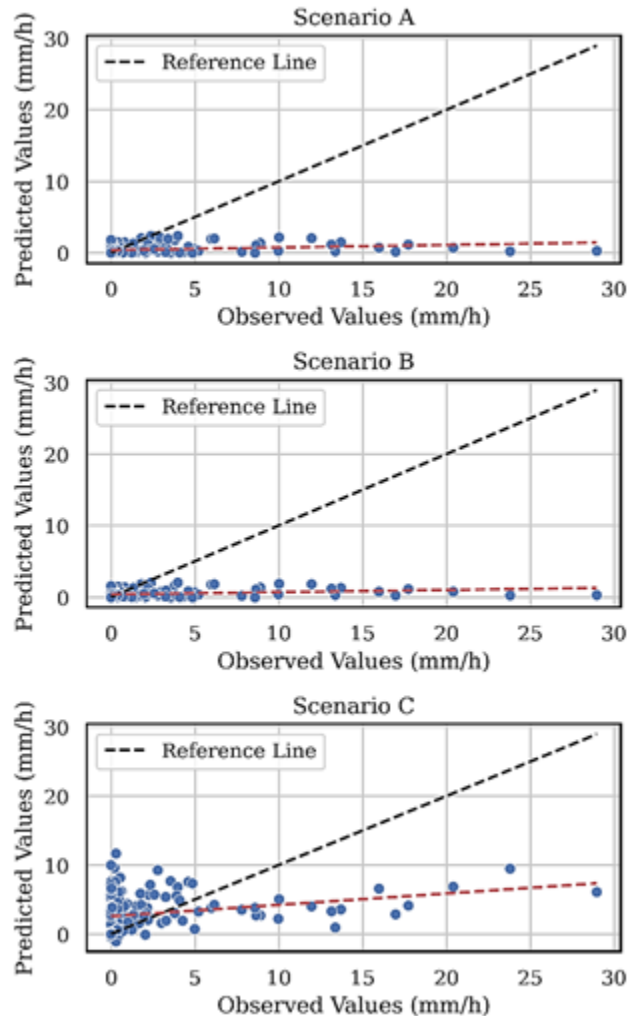 Scenario A
Predicted Values (mm/h)
30
20
10
0
Reference Line
0 5 10 15 20 25 30
Observed Values (mm/h)
Scenario B
Predicted Values (mm/h)
30
20
10
0
Reference Line
0 5 10 15 20 25 30
Observed Values (mm/h)
Scenario C
Predicted Values (mm/h)
30
20
10
0
Reference Line
0 5 10 15 20 25 30
Observed Values (mm/h)